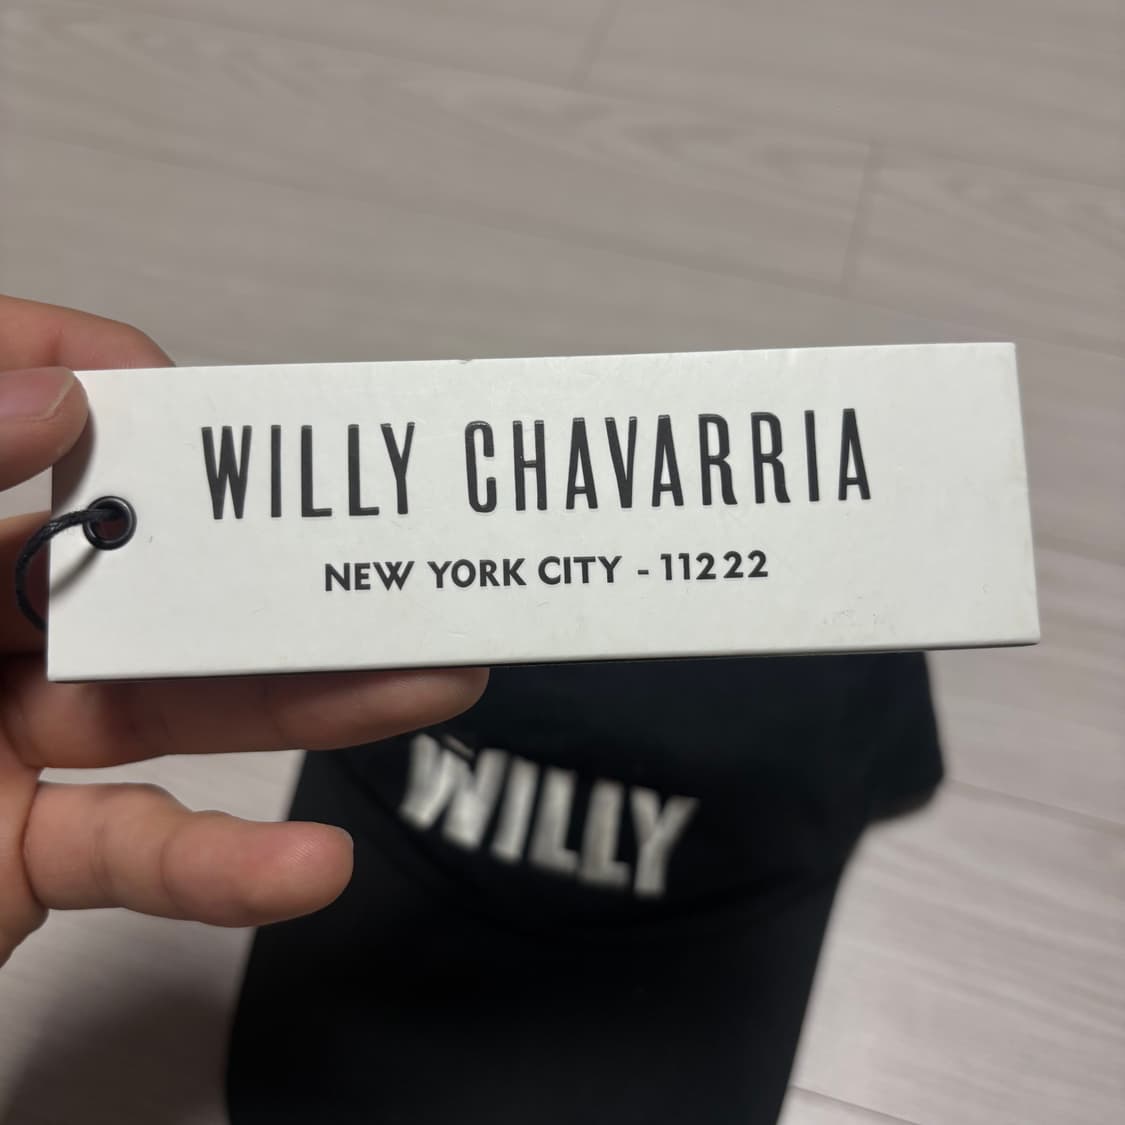 WILLY CHAVARRIA
NEW YORK CITY - 11222
WILLY